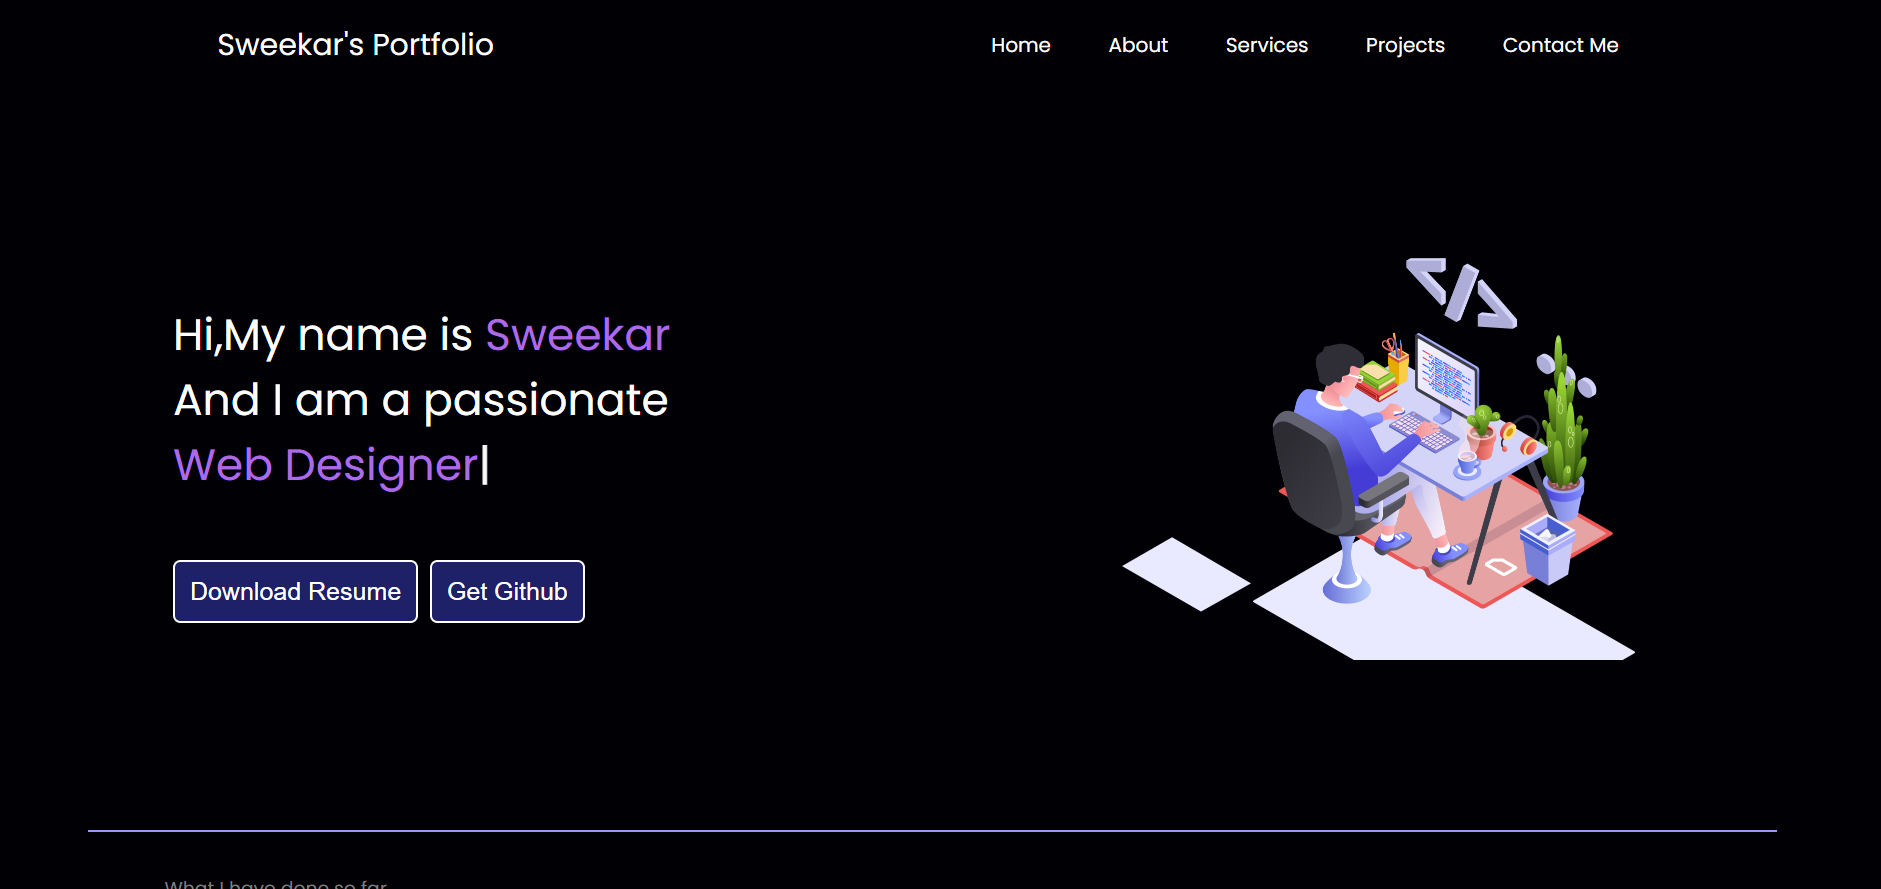 Sweekar's Portfolio
Home About Services Projects Contact Me
Hi,My name is Sweekar
And I am a passionate
Web Designer|
Download Resume Get Github
What I have done so far